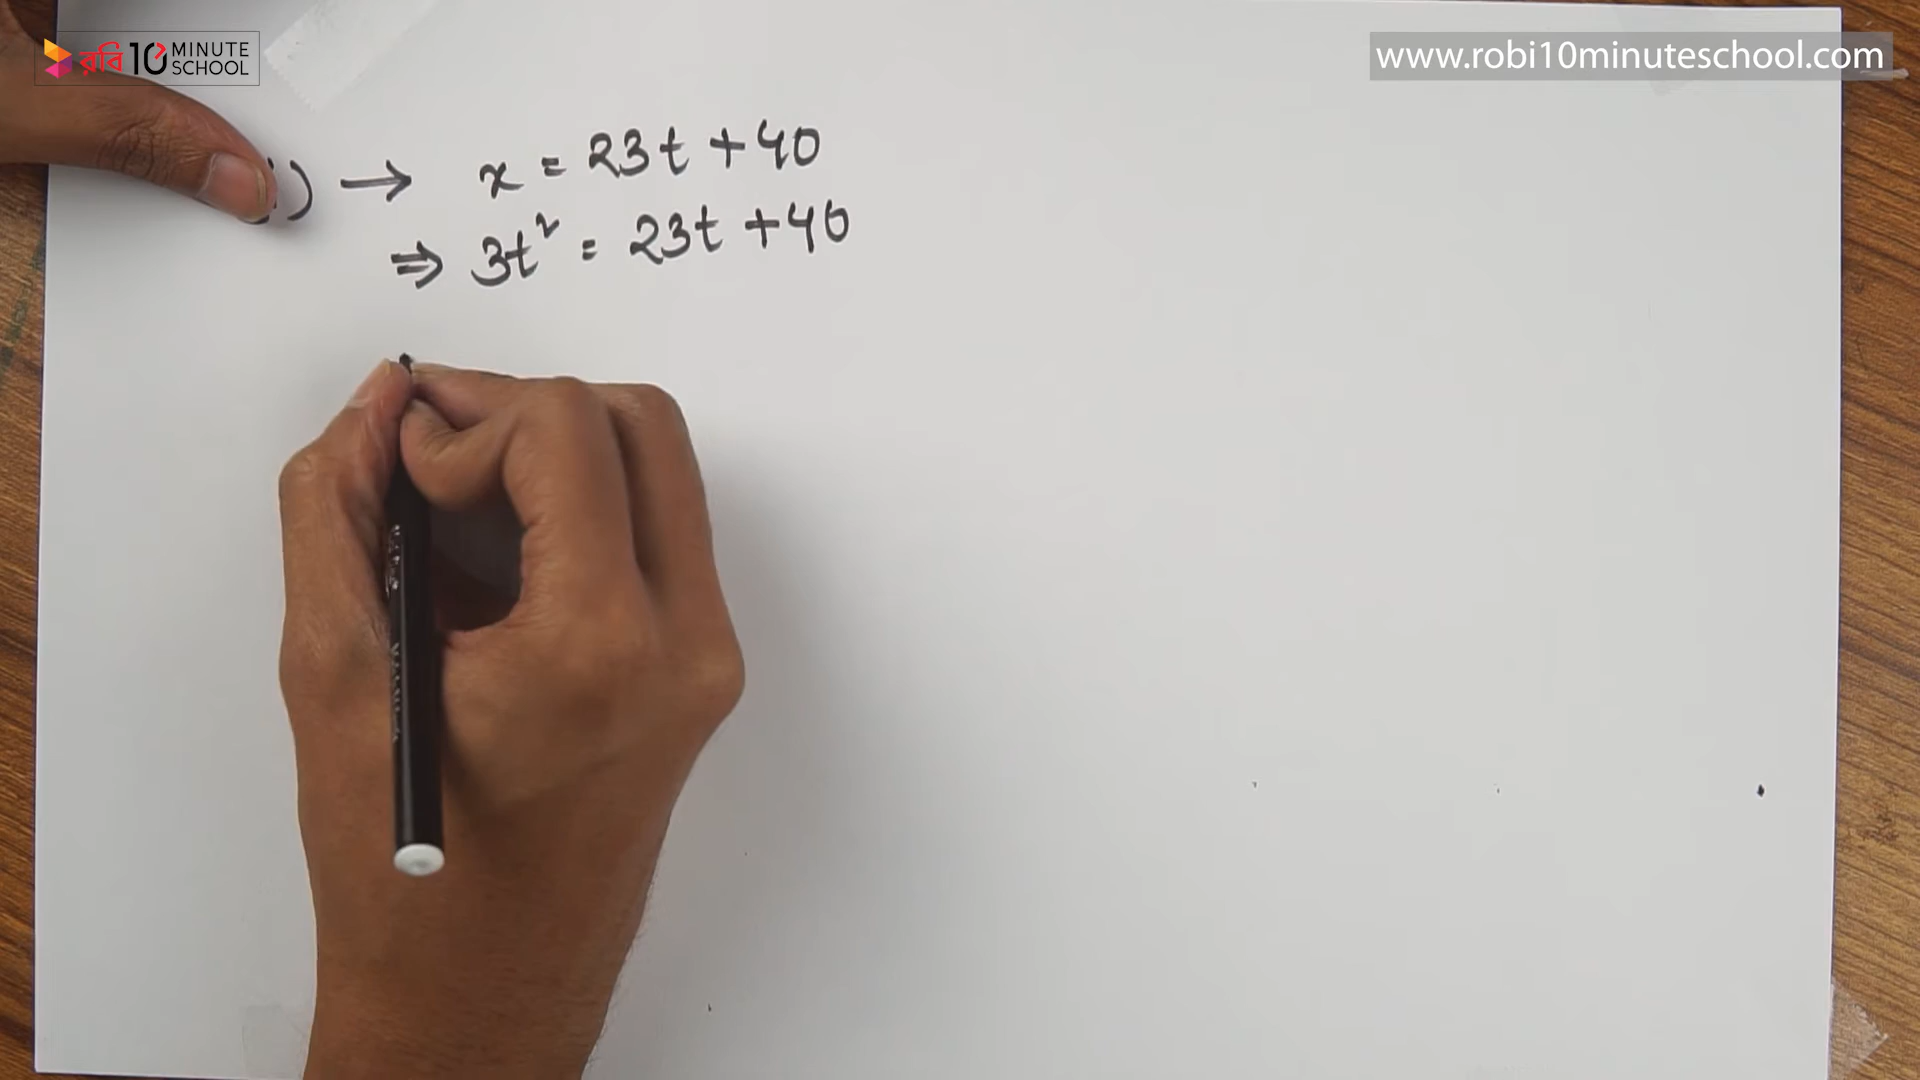 রবি 10 MINUTE SCHOOL
www.robi10minuteschool.com
) → x = 23t + 40
⇒ 3t² = 23t + 40